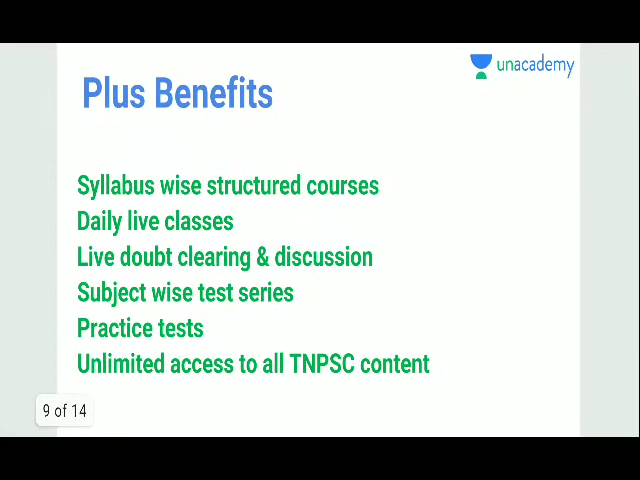 unacademy
Plus Benefits
Syllabus wise structured courses
Daily live classes
Live doubt clearing & discussion
Subject wise test series
Practice tests
Unlimited access to all TNPSC content
9 of 14